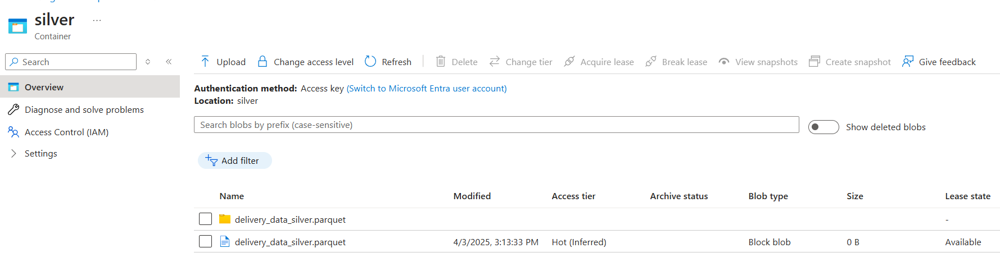 silver ...
Container
Search
Overview
Diagnose and solve problems
Access Control (IAM)
Settings
Upload Change access level Refresh Delete Change tier Acquire lease Break lease View snapshots Create snapshot Give feedback
Authentication method: Access key (Switch to Microsoft Entra user account)
Location: silver
Search blobs by prefix (case-sensitive)
Show deleted blobs
Add filter
Name Modified Access tier Archive status Blob type Size Lease state
delivery_data_silver.parquet -
delivery_data_silver.parquet 4/3/2025, 3:13:33 PM Hot (Inferred) Block blob 0 B Available